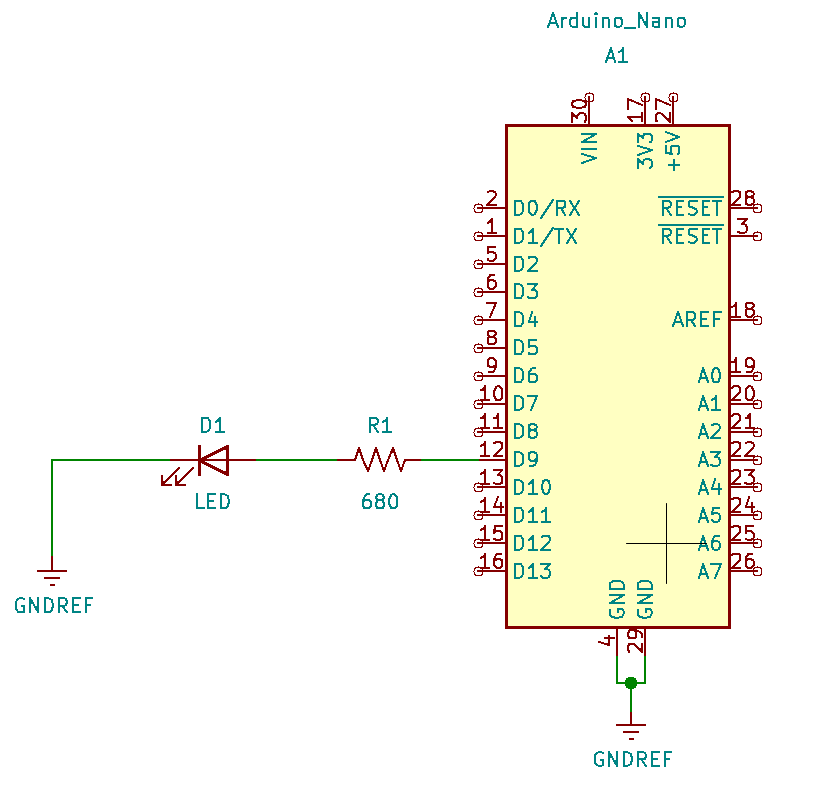 Arduino_Nano
A1
30 17 27
VIN 3V3 +5V
2 D0/RX RESET 28
1 D1/TX RESET 3
5 D2
6 D3
7 D4 AREF 18
8 D5
9 D6 A0 19
10 D7 A1 20
D1 R1 11 D8 A2 21
12 D9 A3 22
13 D10 A4 23
LED 680 14 D11 A5 24
15 D12 A6 25
16 D13 A7 26
GND GND
GNDREF
4 29
GNDREF